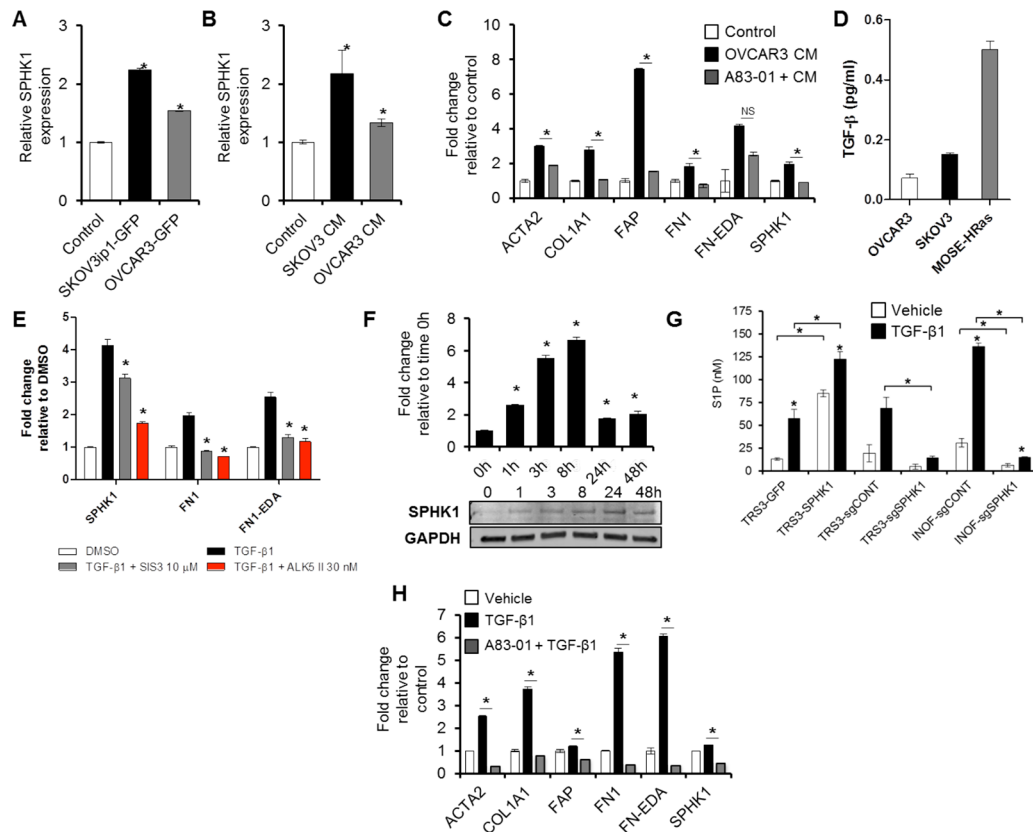 A
Relative SPHK1
expression
3
2
1
0
Control
SKOV3ip1-GFP
OVCAR3-GFP
*
*
B
Relative SPHK1
expression
3
2
1
0
Control
SKOV3 CM
OVCAR3 CM
*
*
C
Fold change
relative to control
10
8
6
4
2
0
Control
OVCAR3 CM
A83-01 + CM
*
*
*
*
NS
*
ACTA2
COL1A1
FAP
FN1
FN-EDA
SPHK1
D
TGF-β (pg/ml)
0.6
0.4
0.2
0.0
OVCAR3
SKOV3
MOSE-HRas
E
Fold change
relative to DMSO
5
4
3
2
1
0
*
*
*
*
*
*
SPHK1
FN1
FN1-EDA
DMSO
TGF-β1
TGF-β1 + SIS3 10 μM
TGF-β1 + ALK5 II 30 nM
F
Fold change
relative to time 0h
8
6
4
2
0
*
*
*
*
*
0h
1h
3h
8h
24h
48h
0 1 3 8 24 48h
SPHK1
GAPDH
G
S1P (nM)
175
150
125
100
75
50
25
0
Vehicle
TGF-β1
*
*
*
*
*
*
*
*
*
TRS3-GFP
TRS3-SPHK1
TRS3-sgCONT
TRS3-sgSPHK1
INOF-sgCONT
INOF-sgSPHK1
H
Fold change
relative to
control
7
6
5
4
3
2
1
0
Vehicle
TGF-β1
A83-01 + TGF-β1
*
*
*
*
*
*
ACTA2
COL1A1
FAP
FN1
FN-EDA
SPHK1